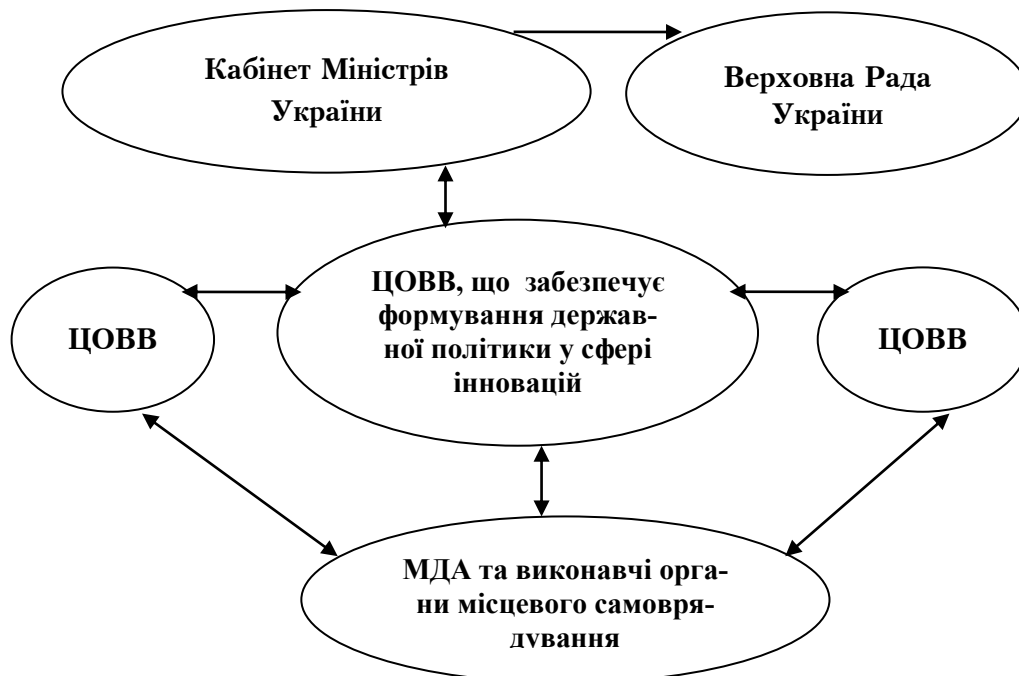 Кабінет Міністрів
України
Верховна Рада
України
ЦОВВ, що забезпечує
формування держав-
ної політики у сфері
інновацій
ЦОВВ
ЦОВВ
МДА та виконавчі орга-
ни місцевого самовря-
дування